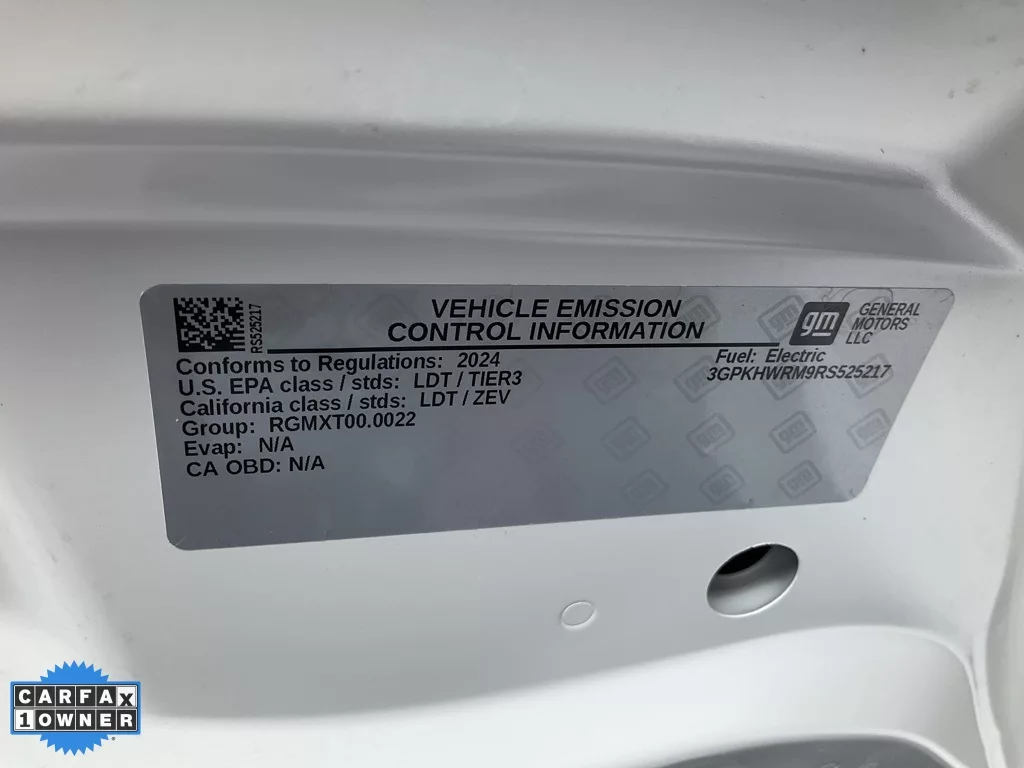 VEHICLE EMISSION
CONTROL INFORMATION
RS525217
gm
GENERAL
MOTORS
LLC
Conforms to Regulations: 2024
U.S. EPA class / stds: LDT / TIER3
California class / stds: LDT / ZEV
Group: RGMXT00.0022
Evap: N/A
CA OBD: N/A
Fuel: Electric
3GPKHWRM9RS525217
CARFAX
1 OWNER